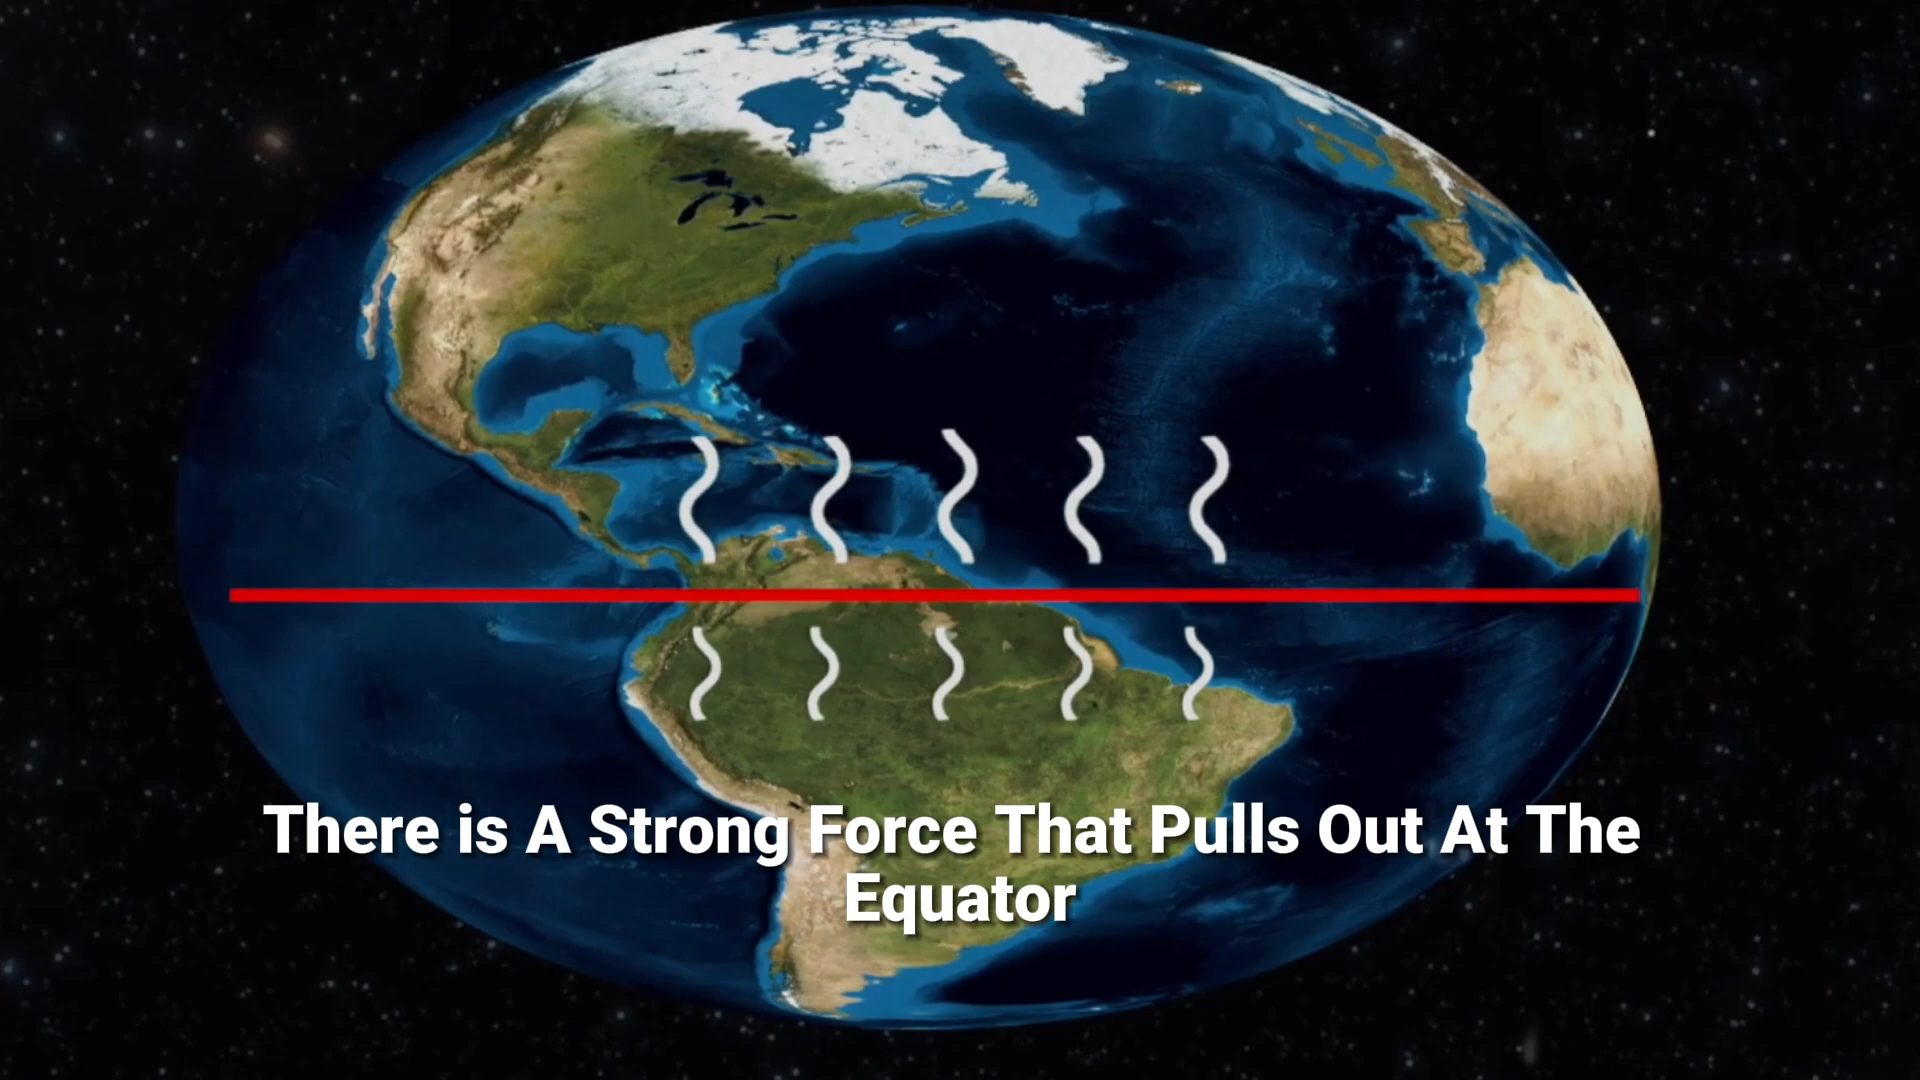 There is A Strong Force That Pulls Out At The
Equator